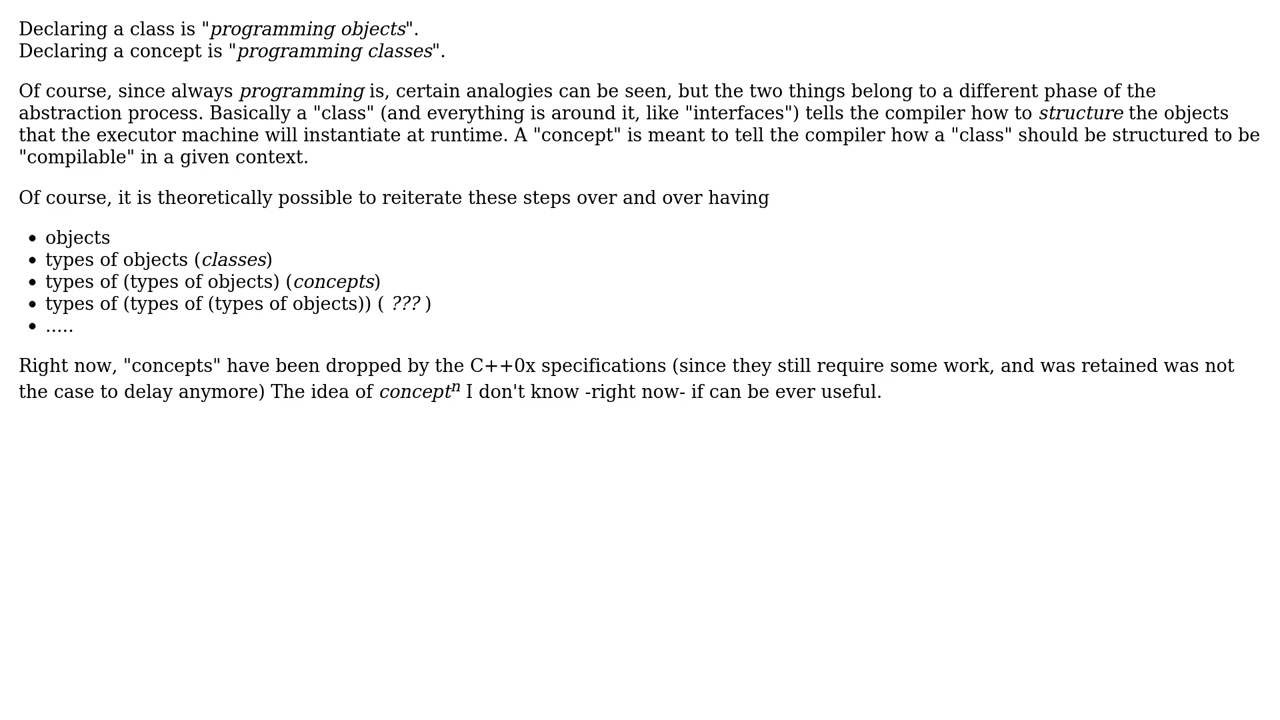 Declaring a class is "programming objects".
Declaring a concept is "programming classes".
Of course, since always programming is, certain analogies can be seen, but the two things belong to a different phase of the
abstraction process. Basically a "class" (and everything is around it, like "interfaces") tells the compiler how to structure the objects
that the executor machine will instantiate at runtime. A "concept" is meant to tell the compiler how a "class" should be structured to be
"compilable" in a given context.
Of course, it is theoretically possible to reiterate these steps over and over having
• objects
• types of objects (classes)
• types of (types of objects) (concepts)
• types of (types of (types of objects)) ( ??? )
• .....
Right now, "concepts" have been dropped by the C++0x specifications (since they still require some work, and was retained was not
the case to delay anymore) The idea of conceptⁿ I don't know -right now- if can be ever useful.